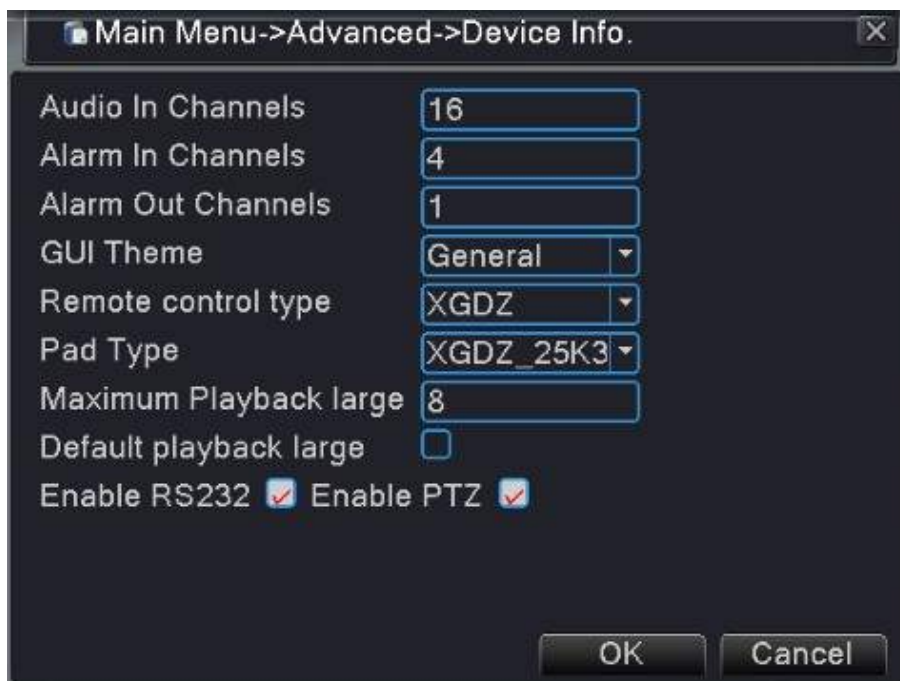 Main Menu->Advanced->Device Info.
Audio In Channels 16
Alarm In Channels 4
Alarm Out Channels 1
GUI Theme General
Remote control type XGDZ
Pad Type XGDZ_25K3
Maximum Playback large 8
Default playback large
Enable RS232 Enable PTZ
OK Cancel